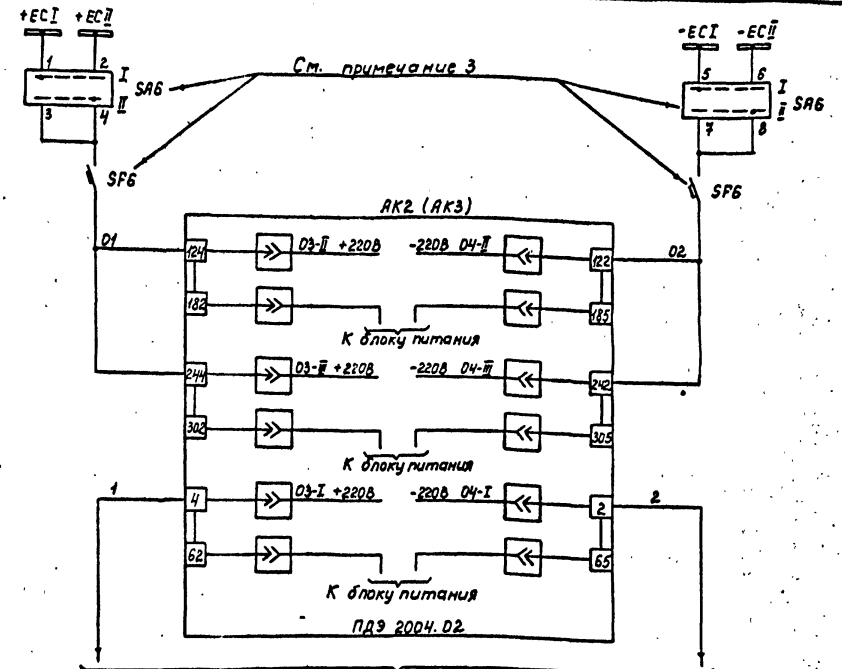 +ЕСI +ЕСII
-ЕСI -ЕСII
1 2
I
II
SA6
3 4
См. примечание 3
5 6
I
II
SA6
7 8
SF6
SF6
АК2 (АК3)
01
124
03-II +220В
-220В 04-II
122
02
182
185
К блоку питания
244
03-III +220В
-220В 04-III
242
302
305
К блоку питания
1
4
03-I +220В
-220В 04-I
2
2
62
65
К блоку питания
ПДЭ 2004.02